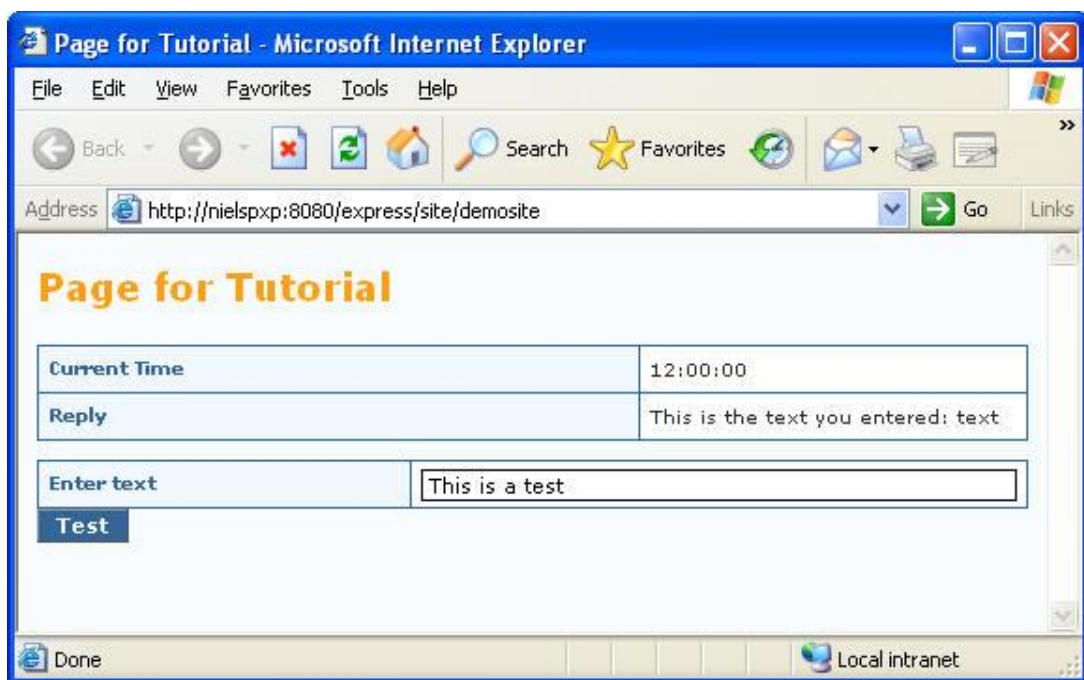 Page for Tutorial - Microsoft Internet Explorer
File Edit View Favorites Tools Help
Back Search Favorites »
Address http://nielspxp:8080/express/site/demosite Go Links
Page for Tutorial
Current Time 12:00:00
Reply This is the text you entered: text
Enter text This is a test
Test
Done Local intranet